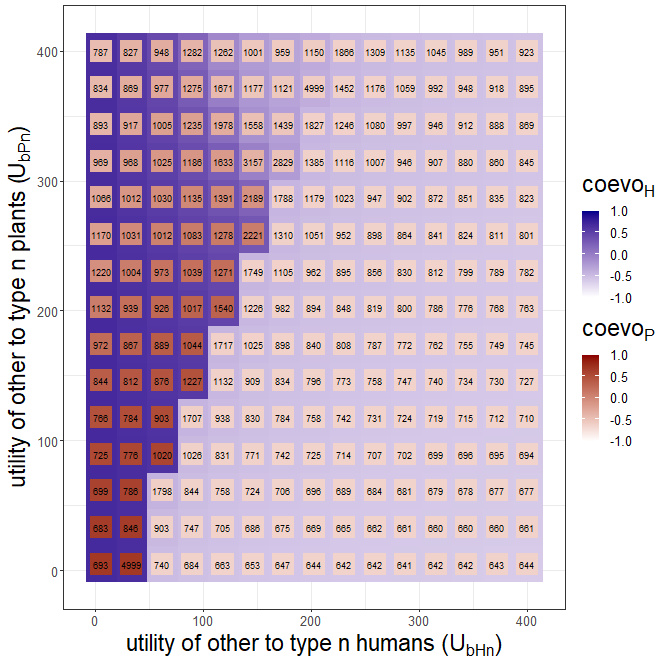 400
787 827 948 1282 1262 1001 959 1150 1866 1309 1135 1045 989 951 923
834 869 977 1275 1671 1177 1121 4999 1452 1176 1059 992 948 918 895
893 917 1005 1235 978 1558 1439 1827 1246 1080 997 946 912 888 869
969 968 1025 1186 1633 3157 2829 1385 1116 1007 946 907 880 860 845
300
1066 1012 1030 1135 1391 2189 1788 1179 1023 947 902 872 851 835 823
1170 1031 1012 1083 1278 2221 1310 1051 952 898 864 841 824 811 801
1220 1004 973 1039 1271 1749 1105 962 895 856 830 812 799 789 782
200
1132 939 926 1017 1640 1226 982 894 848 819 800 786 776 768 763
972 867 889 1044 1717 1025 898 840 808 787 772 762 755 749 745
844 812 876 1227 1132 909 834 796 773 758 747 740 734 730 727
766 784 903 1707 938 830 784 758 742 731 724 719 715 712 710
100
725 776 1020 1026 831 771 742 725 714 707 702 699 696 695 694
699 786 1798 844 758 724 706 696 689 684 681 679 678 677 677
683 846 903 747 705 686 675 669 665 662 661 660 660 660 661
0
693 4999 740 684 663 653 647 644 642 642 641 642 642 643 644
0 100 200 300 400
utility of other to type n humans (UbHn)
utility of other to type n plants (UbPn)
coevoH
1.0
0.5
0.0
-0.5
-1.0
coevoP
1.0
0.5
0.0
-0.5
-1.0